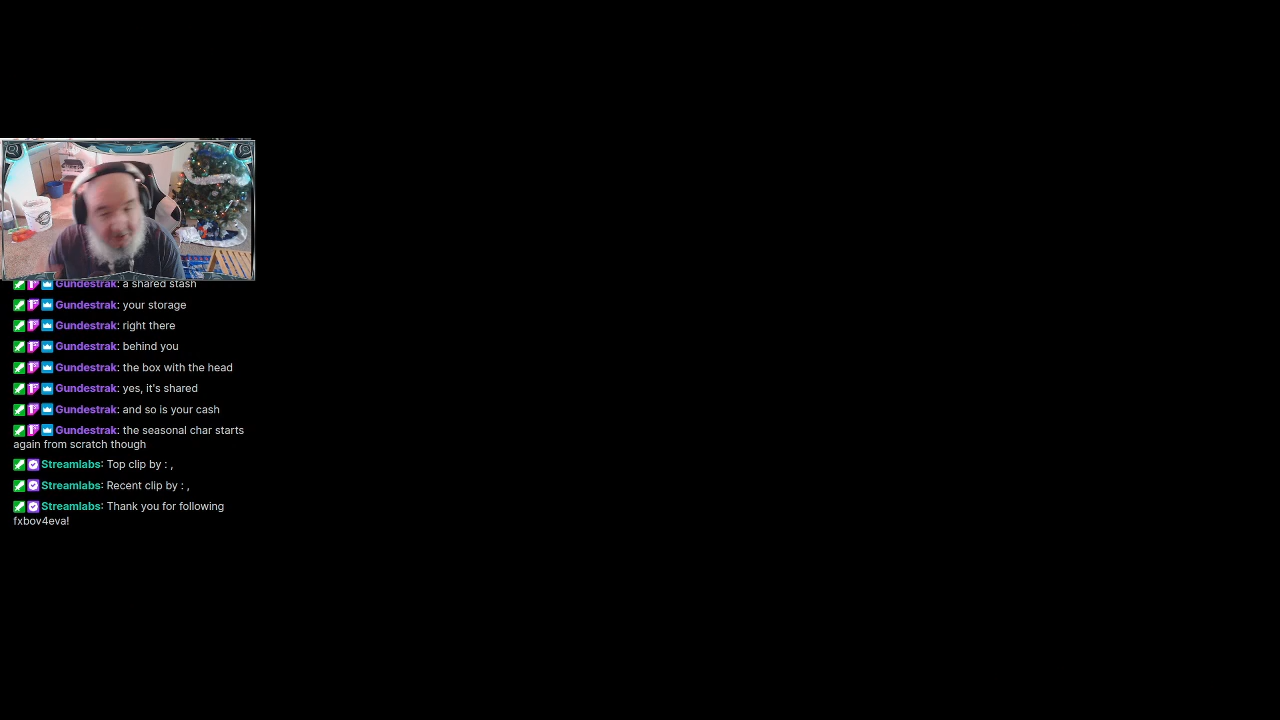 Gundestrak: a shared stash
Gundestrak: your storage
Gundestrak: right there
Gundestrak: behind you
Gundestrak: the box with the head
Gundestrak: yes, it's shared
Gundestrak: and so is your cash
Gundestrak: the seasonal char starts
again from scratch though
Streamlabs: Top clip by : ,
Streamlabs: Recent clip by : ,
Streamlabs: Thank you for following
fxbov4eva!